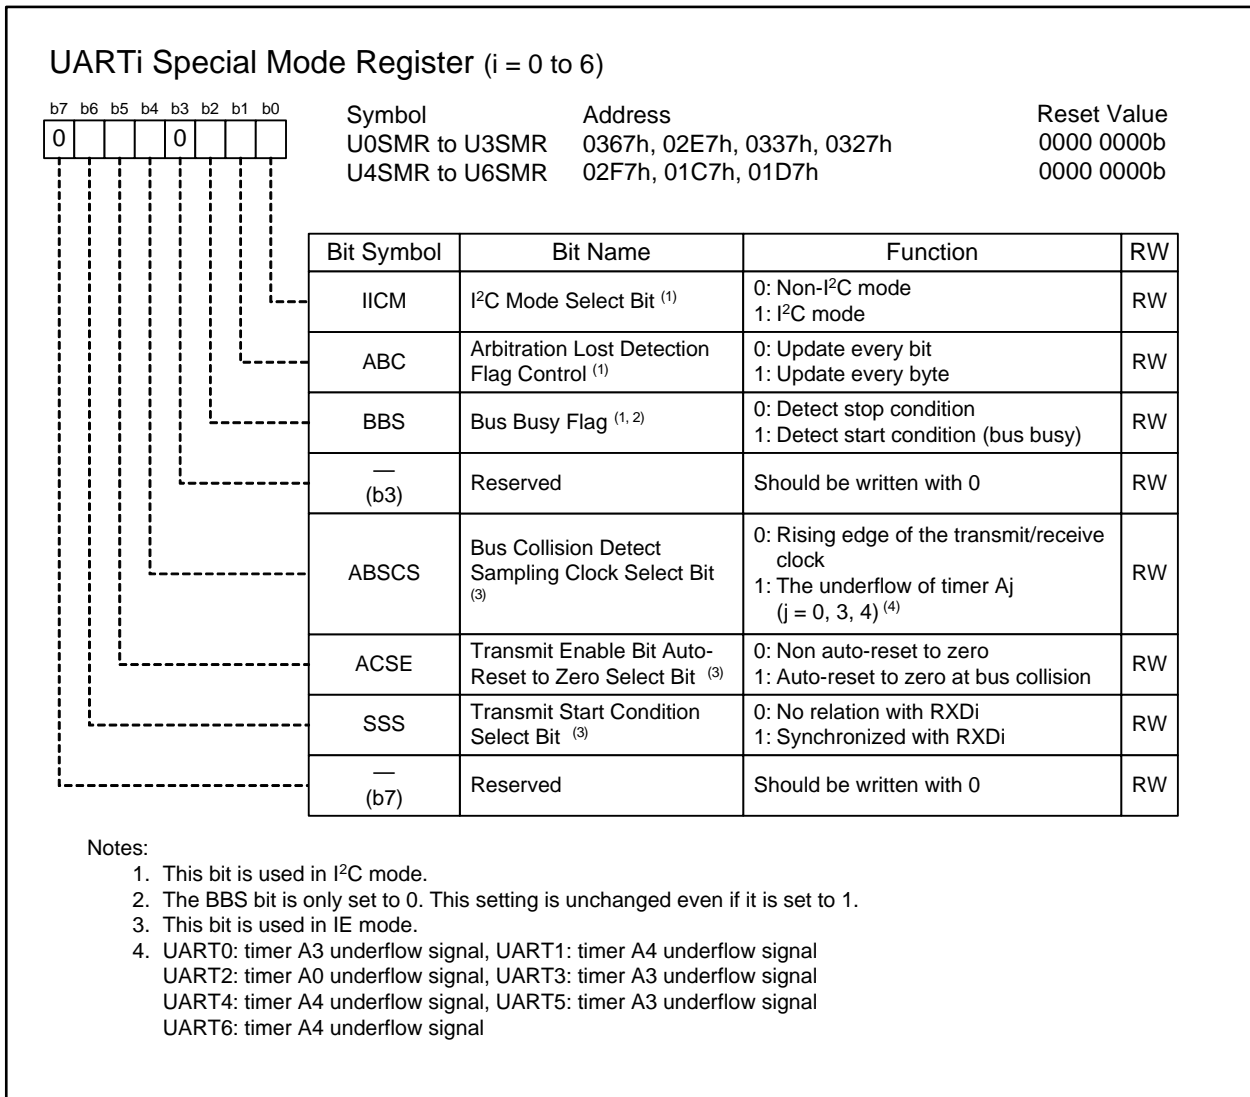 UARTi Special Mode Register (i = 0 to 6)
b7 b6 b5 b4 b3 b2 b1 b0
0 0
Symbol Address Reset Value
U0SMR to U3SMR 0367h, 02E7h, 0337h, 0327h 0000 0000b
U4SMR to U6SMR 02F7h, 01C7h, 01D7h 0000 0000b
Bit Symbol Bit Name Function RW
IICM I²C Mode Select Bit (1) 0: Non-I²C mode RW
1: I²C mode
ABC Arbitration Lost Detection 0: Update every bit RW
Flag Control (1) 1: Update every byte
BBS Bus Busy Flag (1, 2) 0: Detect stop condition RW
1: Detect start condition (bus busy)
—
(b3) Reserved Should be written with 0 RW
ABSCS Bus Collision Detect 0: Rising edge of the transmit/receive RW
Sampling Clock Select Bit clock
(3) 1: The underflow of timer Aj
(j = 0, 3, 4) (4)
ACSE Transmit Enable Bit Auto- 0: Non auto-reset to zero RW
Reset to Zero Select Bit (3) 1: Auto-reset to zero at bus collision
SSS Transmit Start Condition 0: No relation with RXDi RW
Select Bit (3) 1: Synchronized with RXDi
—
(b7) Reserved Should be written with 0 RW
Notes:
1. This bit is used in I²C mode.
2. The BBS bit is only set to 0. This setting is unchanged even if it is set to 1.
3. This bit is used in IE mode.
4. UART0: timer A3 underflow signal, UART1: timer A4 underflow signal
UART2: timer A0 underflow signal, UART3: timer A3 underflow signal
UART4: timer A4 underflow signal, UART5: timer A3 underflow signal
UART6: timer A4 underflow signal